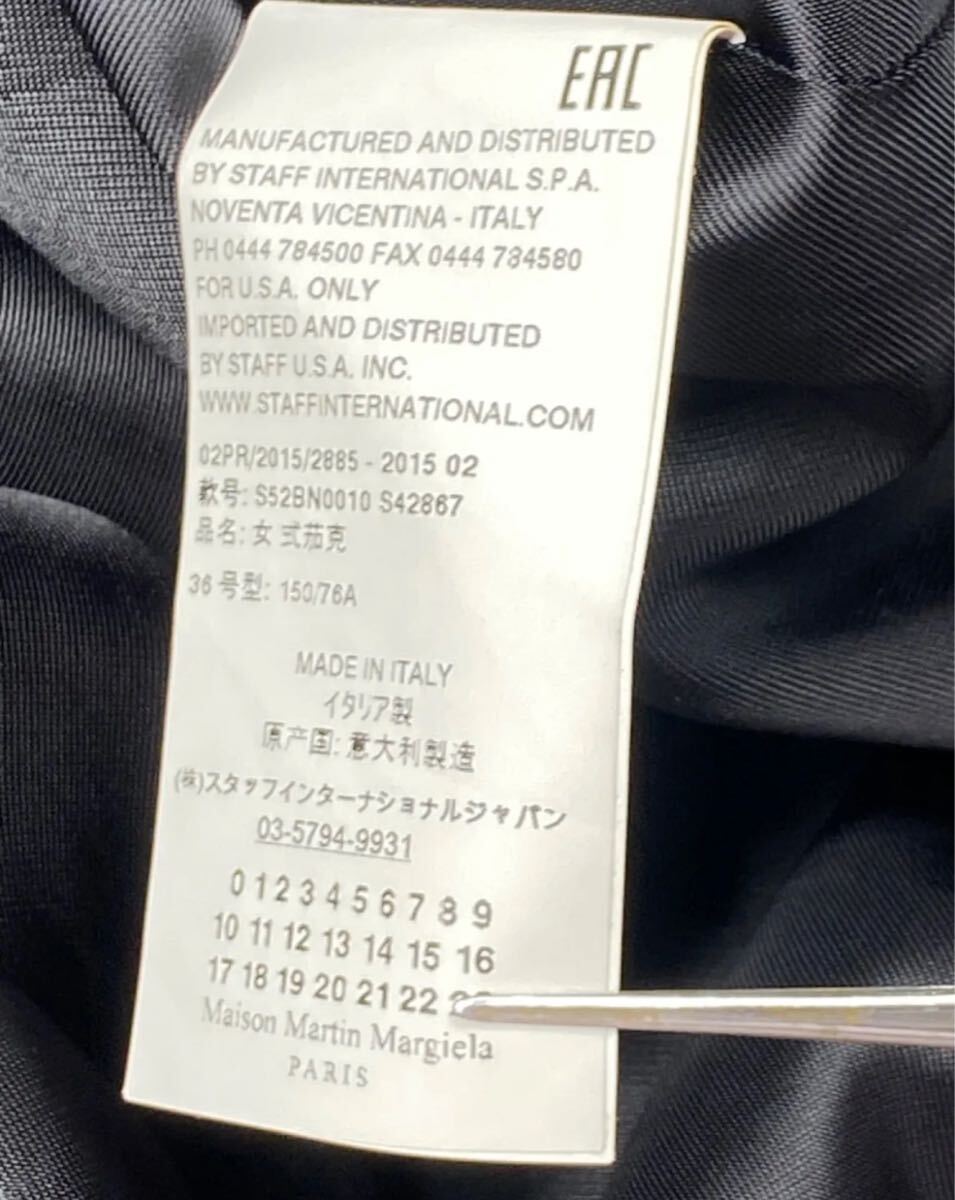 EAC
MANUFACTURED AND DISTRIBUTED
BY STAFF INTERNATIONAL S.P.A.
NOVENTA VICENTINA - ITALY
PH 0444 784500 FAX 0444 784580
FOR U.S.A. ONLY
IMPORTED AND DISTRIBUTED
BY STAFF U.S.A. INC.
WWW.STAFFINTERNATIONAL.COM
02PR/2015/2885 - 2015 02
款号: S52BN0010 S42867
品名: 女 式茄克
36 号型: 150/76A
MADE IN ITALY
イタリア製
原产国: 意大利製造
(株)スタッフインターナショナルジャパン
03-5794-9931
0 1 2 3 4 5 6 7 8 9
10 11 12 13 14 15 16
17 18 19 20 21 22
Maison Martin Margiela
PARIS